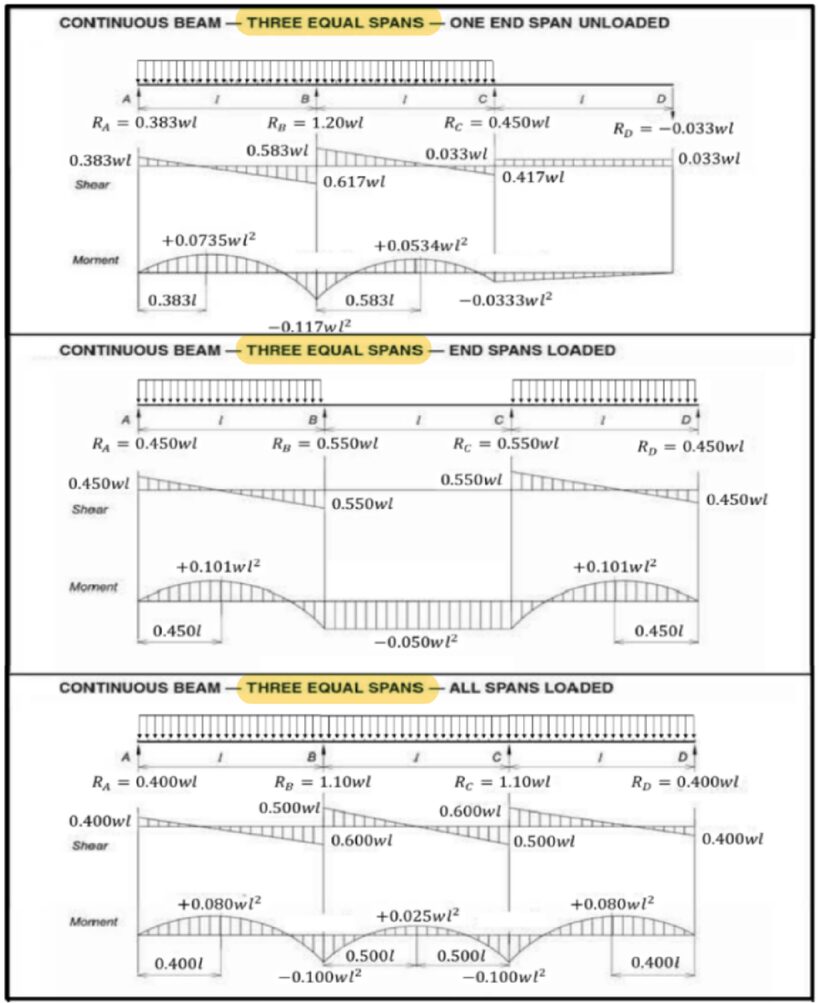 CONTINUOUS BEAM — THREE EQUAL SPANS — ONE END SPAN UNLOADED
A l B l C l D
R_A = 0.383wl R_B = 1.20wl R_C = 0.450wl R_D = −0.033wl
0.383wl 0.583wl 0.033wl 0.033wl
Shear 0.617wl 0.417wl
+0.0735wl² +0.0534wl²
Moment
0.383l 0.583l −0.0333wl²
−0.117wl²
CONTINUOUS BEAM — THREE EQUAL SPANS — END SPANS LOADED
A l B l C l D
R_A = 0.450wl R_B = 0.550wl R_C = 0.550wl R_D = 0.450wl
0.450wl 0.550wl
Shear 0.550wl 0.450wl
+0.101wl² +0.101wl²
Moment
0.450l −0.050wl² 0.450l
CONTINUOUS BEAM — THREE EQUAL SPANS — ALL SPANS LOADED
A l B l C l D
R_A = 0.400wl R_B = 1.10wl R_C = 1.10wl R_D = 0.400wl
0.400wl 0.500wl 0.600wl
Shear 0.600wl 0.500wl 0.400wl
+0.080wl² +0.025wl² +0.080wl²
Moment
0.400l 0.500l 0.500l 0.400l
−0.100wl² −0.100wl²